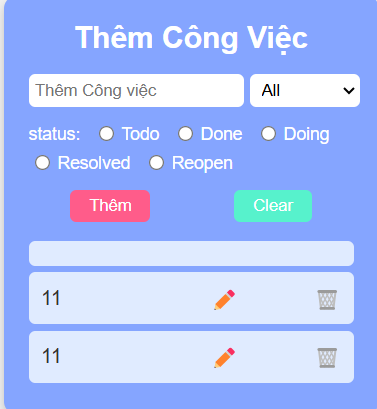 Thêm Công Việc
Thêm Công việc All
status: Todo Done Doing
Resolved Reopen
Thêm Clear
11
11